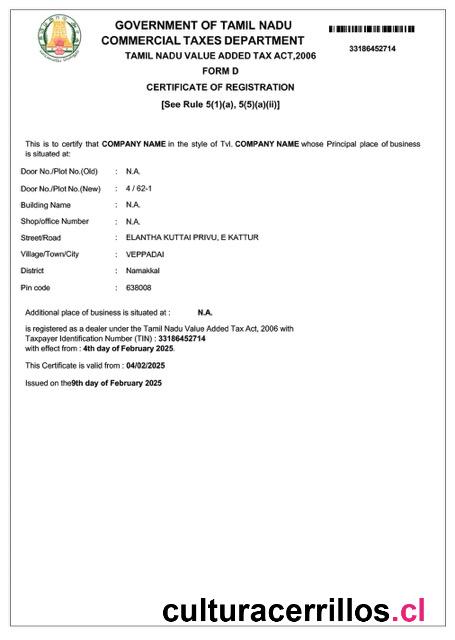 GOVERNMENT OF TAMIL NADU
COMMERCIAL TAXES DEPARTMENT
TAMIL NADU VALUE ADDED TAX ACT,2006
33186452714
FORM D
CERTIFICATE OF REGISTRATION
[See Rule 5(1)(a), 5(5)(a)(ii)]
This is to certify that COMPANY NAME in the style of Tvl. COMPANY NAME whose Principal place of business
is situated at:
Door No./Plot No.(Old) : N.A.
Door No./Plot No.(New) : 4 / 62-1
Building Name : N.A.
Shop/office Number : N.A.
Street/Road : ELANTHA KUTTAI PRIVU, E KATTUR
Village/Town/City : VEPPADAI
District : Namakkal
Pin code : 638008
Additional place of business is situated at : N.A.
is registered as a dealer under the Tamil Nadu Value Added Tax Act, 2006 with
Taxpayer Identification Number (TIN) : 33186452714
with effect from : 4th day of February 2025.
This Certificate is valid from : 04/02/2025
Issued on the9th day of February 2025
culturacerrillos.cl